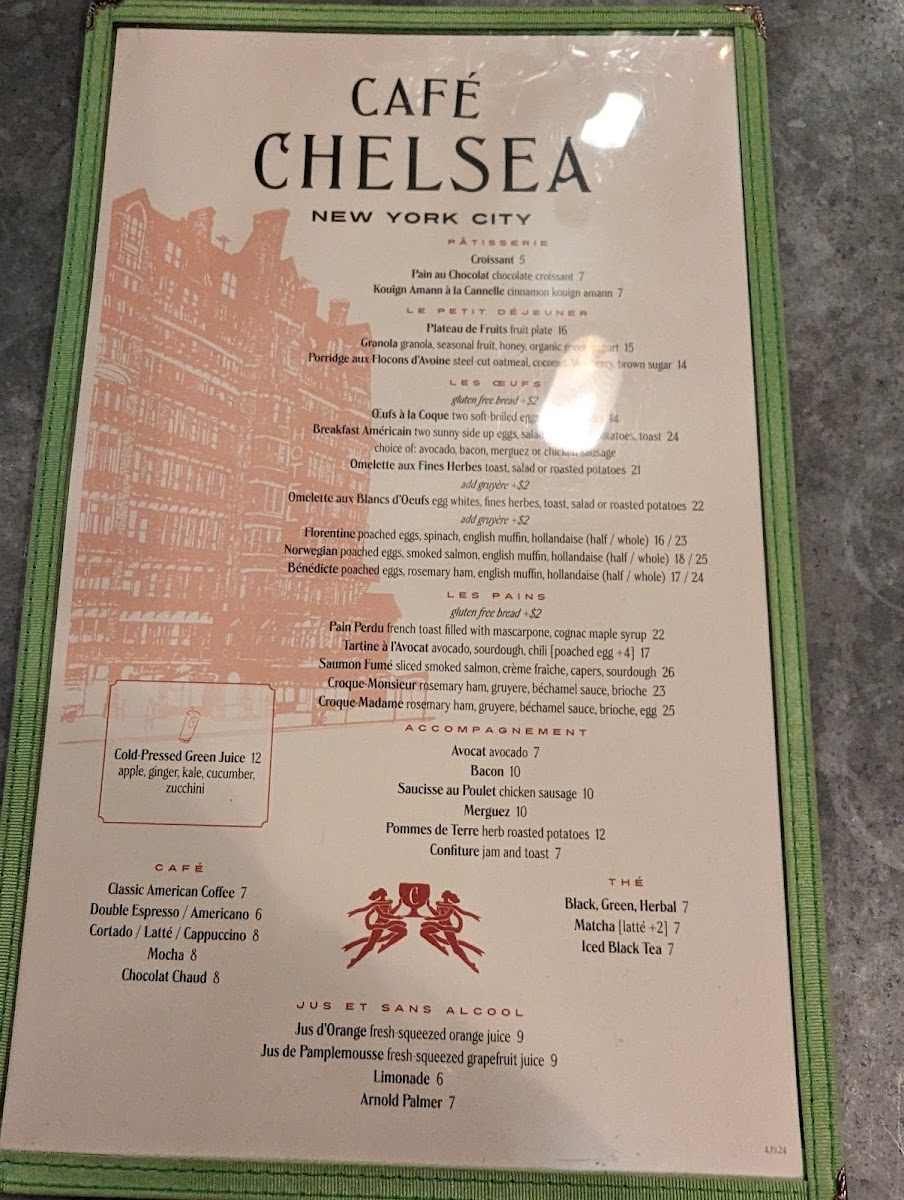 CAFÉ
CHELSEA
NEW YORK CITY
PÂTISSERIE
Croissant 5
Pain au Chocolat chocolate croissant 7
Kouign Amann à la Cannelle cinnamon kouign amann 7
LE PETIT DÉJEUNER
Plateau de Fruits fruit plate 16
Granola granola, seasonal fruit, honey, organic 15
Porridge aux Flocons d'Avoine steel-cut oatmeal, brown sugar 14
LES ŒUFS
gluten free bread +$2
Œufs à la Coque two soft-boiled 14
Breakfast Américain two sunny side up eggs, toast 24
choice of: avocado, bacon, merguez or chicken sausage
Omelette aux Fines Herbes toast, salad or roasted potatoes 21
add gruyère +$2
Omelette aux Blancs d'Oeufs egg whites, fines herbes, toast, salad or roasted potatoes 22
add gruyère +$2
Florentine poached eggs, spinach, english muffin, hollandaise (half / whole) 16 / 23
Norwegian poached eggs, smoked salmon, english muffin, hollandaise (half / whole) 18 / 25
Bénédicte poached eggs, rosemary ham, english muffin, hollandaise (half / whole) 17 / 24
LES PAINS
gluten free bread +$2
Pain Perdu french toast filled with mascarpone, cognac maple syrup 22
Tartine à l'Avocat avocado, sourdough, chili [poached egg +4] 17
Saumon Fumé sliced smoked salmon, crème fraîche, capers, sourdough 26
Croque-Monsieur rosemary ham, gruyere, béchamel sauce, brioche 23
Croque-Madame rosemary ham, gruyere, béchamel sauce, brioche, egg 25
ACCOMPAGNEMENT
Avocat avocado 7
Bacon 10
Saucisse au Poulet chicken sausage 10
Merguez 10
Pommes de Terre herb roasted potatoes 12
Confiture jam and toast 7
Cold-Pressed Green Juice 12
apple, ginger, kale, cucumber,
zucchini
CAFÉ
Classic American Coffee 7
Double Espresso / Americano 6
Cortado / Latté / Cappuccino 8
Mocha 8
Chocolat Chaud 8
C
THÉ
Black, Green, Herbal 7
Matcha [latté +2] 7
Iced Black Tea 7
JUS ET SANS ALCOOL
Jus d'Orange fresh-squeezed orange juice 9
Jus de Pamplemousse fresh-squeezed grapefruit juice 9
Limonade 6
Arnold Palmer 7
4.19.24